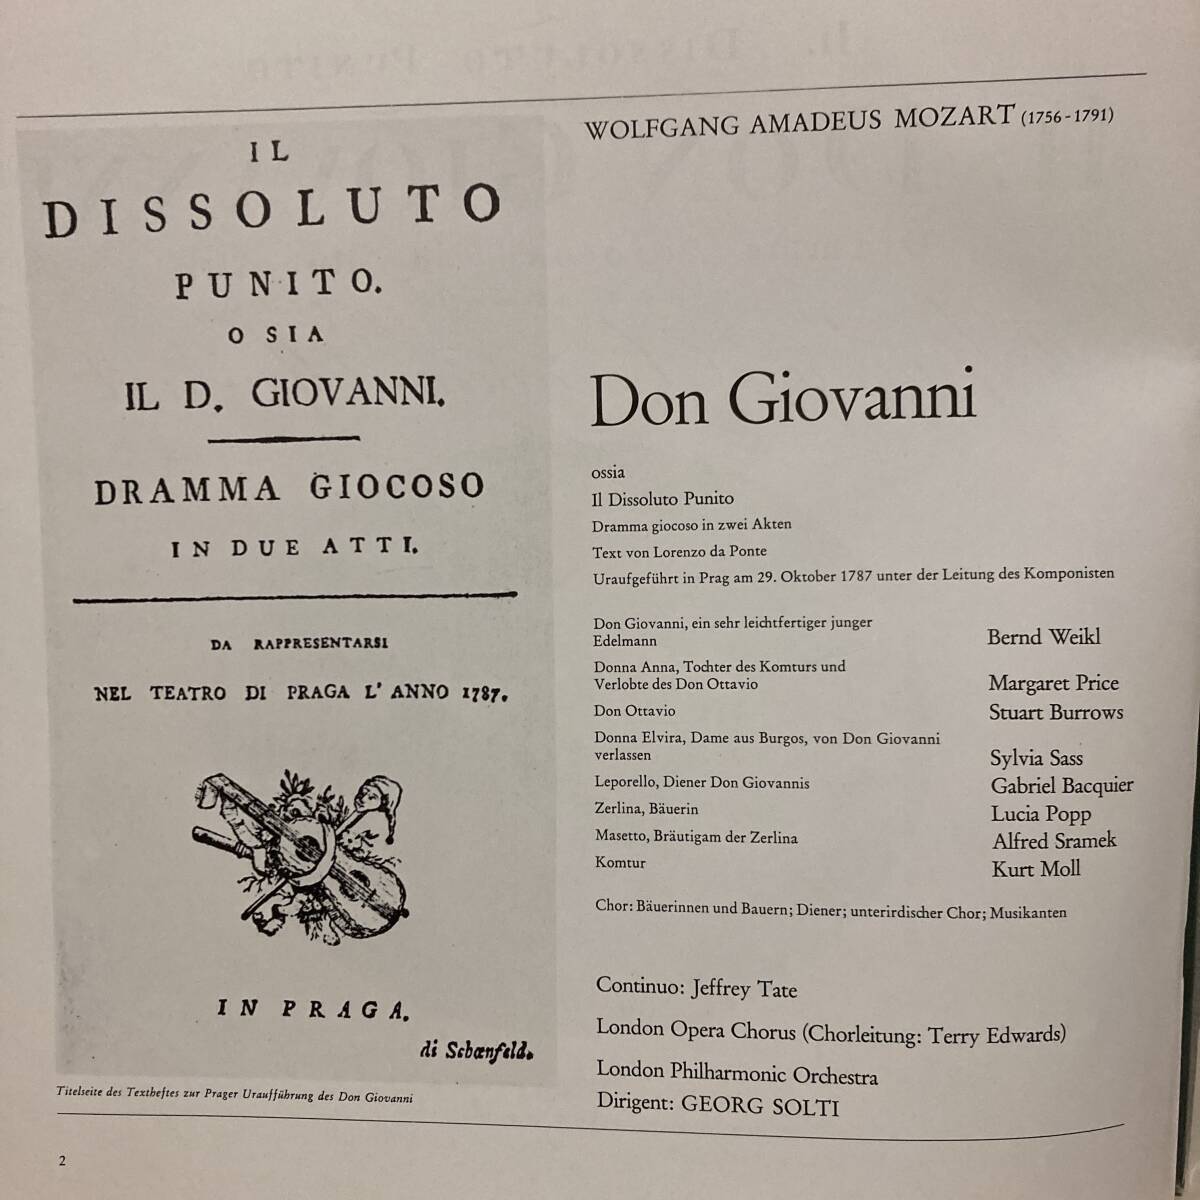 IL
DISSOLUTO
PUNITO.
O SIA
IL D. GIOVANNI.
DRAMMA GIOCOSO
IN DUE ATTI.
DA RAPPRESENTARSI
NEL TEATRO DI PRAGA L'ANNO 1787.
IN PRAGA.
di Schœnfeld.
Titelseite des Textheftes zur Prager Uraufführung des Don Giovanni
2
WOLFGANG AMADEUS MOZART (1756-1791)
Don Giovanni
ossia
Il Dissoluto Punito
Dramma giocoso in zwei Akten
Text von Lorenzo da Ponte
Uraufgeführt in Prag am 29. Oktober 1787 unter der Leitung des Komponisten
Don Giovanni, ein sehr leichtfertiger junger
Edelmann Bernd Weikl
Donna Anna, Tochter des Komturs und
Verlobte des Don Ottavio Margaret Price
Don Ottavio Stuart Burrows
Donna Elvira, Dame aus Burgos, von Don Giovanni
verlassen Sylvia Sass
Leporello, Diener Don Giovannis Gabriel Bacquier
Zerlina, Bäuerin Lucia Popp
Masetto, Bräutigam der Zerlina Alfred Sramek
Komtur Kurt Moll
Chor: Bäuerinnen und Bauern; Diener; unterirdischer Chor; Musikanten
Continuo: Jeffrey Tate
London Opera Chorus (Chorleitung: Terry Edwards)
London Philharmonic Orchestra
Dirigent: GEORG SOLTI